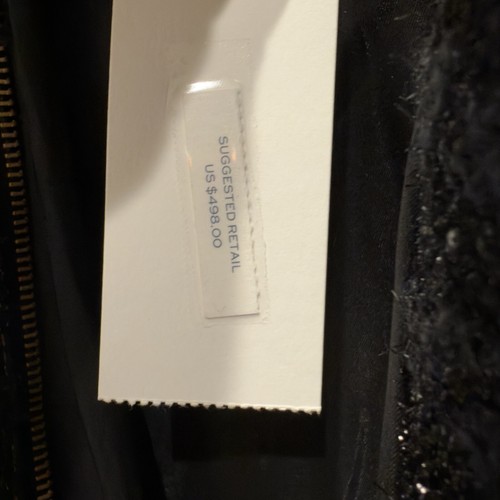 SUGGESTED RETAIL
US $498.00